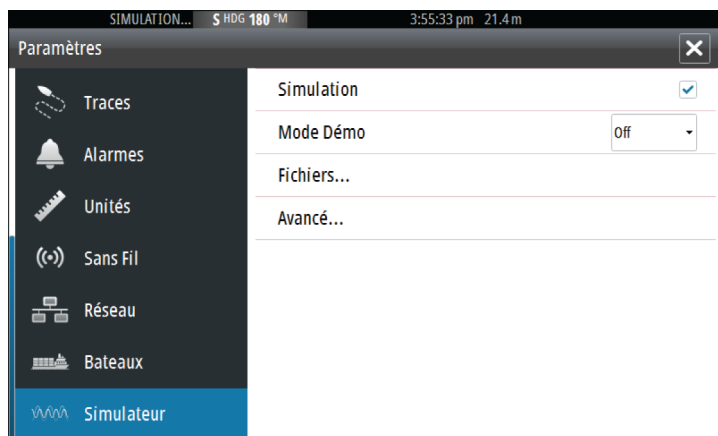 SIMULATION... S HDG 180 °M 3:55:33 pm 21.4 m
Paramètres
Traces
Alarmes
Unités
Sans Fil
Réseau
Bateaux
Simulateur
Simulation
Mode Démo Off
Fichiers...
Avancé...